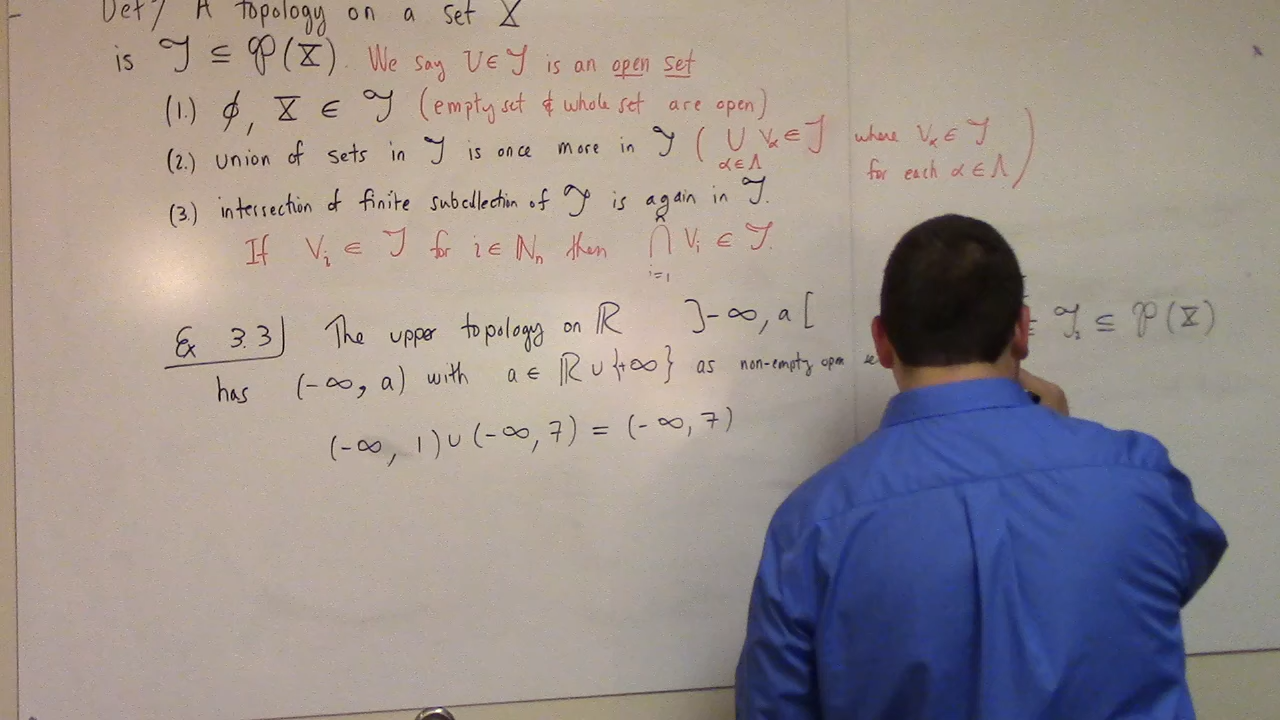 Def/ A topology on a set X
is 𝒯 ⊆ 𝒫(X). We say U ∈ 𝒯 is an open set
(1.) ∅, X ∈ 𝒯 (empty set & whole set are open)
(2.) union of sets in 𝒯 is once more in 𝒯 ( ∪_{α∈Λ} V_α ∈ 𝒯 where V_α ∈ 𝒯 for each α ∈ Λ )
(3.) intersection of finite subcollection of 𝒯 is again in 𝒯.
If V_i ∈ 𝒯 for i ∈ ℕ_n then ∩_{i=1}^n V_i ∈ 𝒯.
Ex 3.3 The upper topology on ℝ ]-∞, a[
has (-∞, a) with a ∈ ℝ ∪ {+∞} as non-empty open
(-∞, 1) ∪ (-∞, 7) = (-∞, 7)
⊆ 𝒫(X)